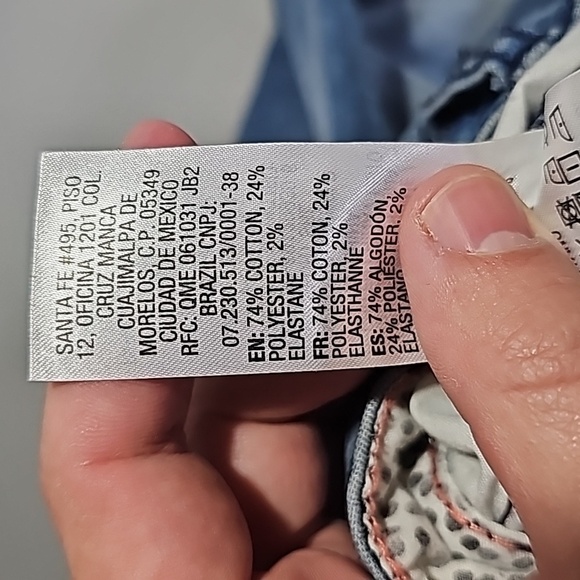 SANTA FE #495, PISO
12, OFICINA 1201 COL.
CRUZ MANCA
CUAJIMALPA DE
MORELOS, C.P. 05349
CIUDAD DE MEXICO
RFC: QME 061031 JB2
BRAZIL CNPJ:
07.230.513/0001-38
EN: 74% COTTON, 24%
POLYESTER, 2%
ELASTANE
FR: 74% COTON, 24%
POLYESTER, 2%
ELASTHANNE
ES: 74% ALGODÓN,
24% POLIESTER, 2%
ELASTANO